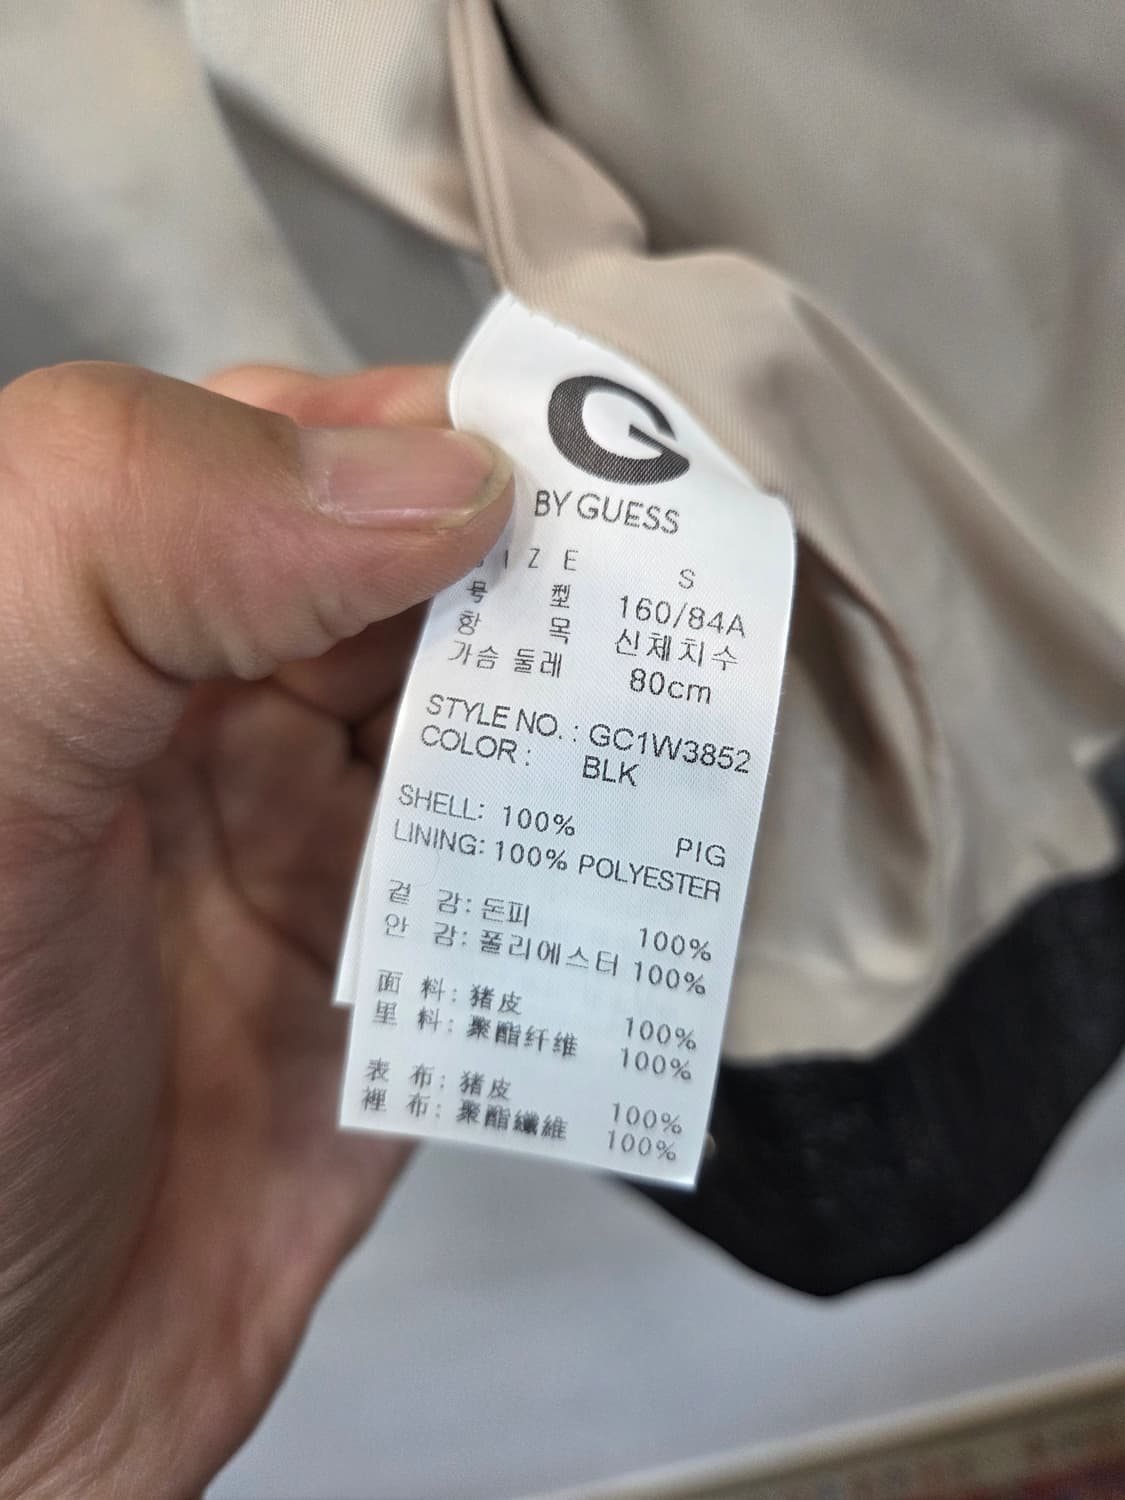 G
BY GUESS
SIZE S
号型 160/84A
항목 신체치수
가슴둘레 80cm
STYLE NO. : GC1W3852
COLOR : BLK
SHELL: 100% PIG
LINING: 100% POLYESTER
겉 감: 돈피 100%
안 감: 폴리에스터 100%
面 料: 猪皮 100%
里 料: 聚酯纤维 100%
表 布: 猪皮 100%
裡 布: 聚酯纖維 100%